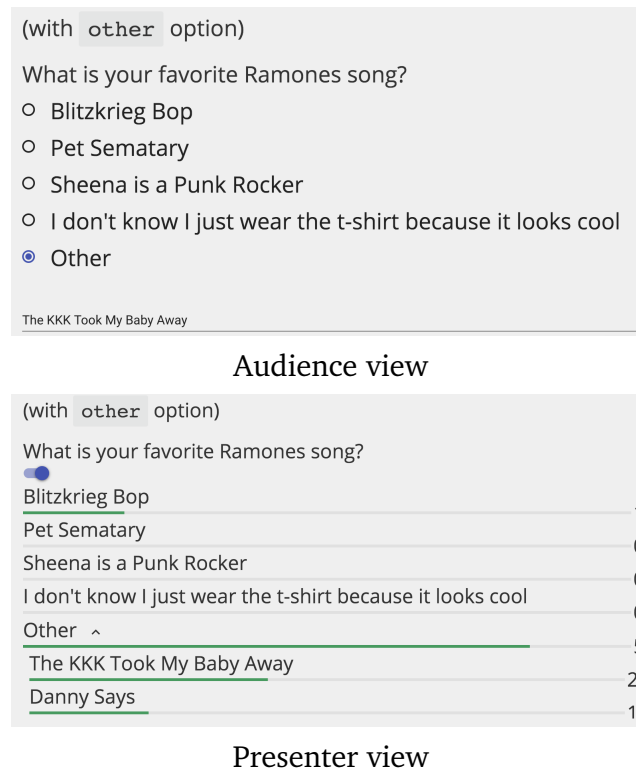 (with other option)
What is your favorite Ramones song?
Blitzkrieg Bop
Pet Sematary
Sheena is a Punk Rocker
I don't know I just wear the t-shirt because it looks cool
Other
The KKK Took My Baby Away
Audience view
(with other option)
What is your favorite Ramones song?
Blitzkrieg Bop
Pet Sematary
Sheena is a Punk Rocker
I don't know I just wear the t-shirt because it looks cool
Other
The KKK Took My Baby Away
2
Danny Says
1
Presenter view